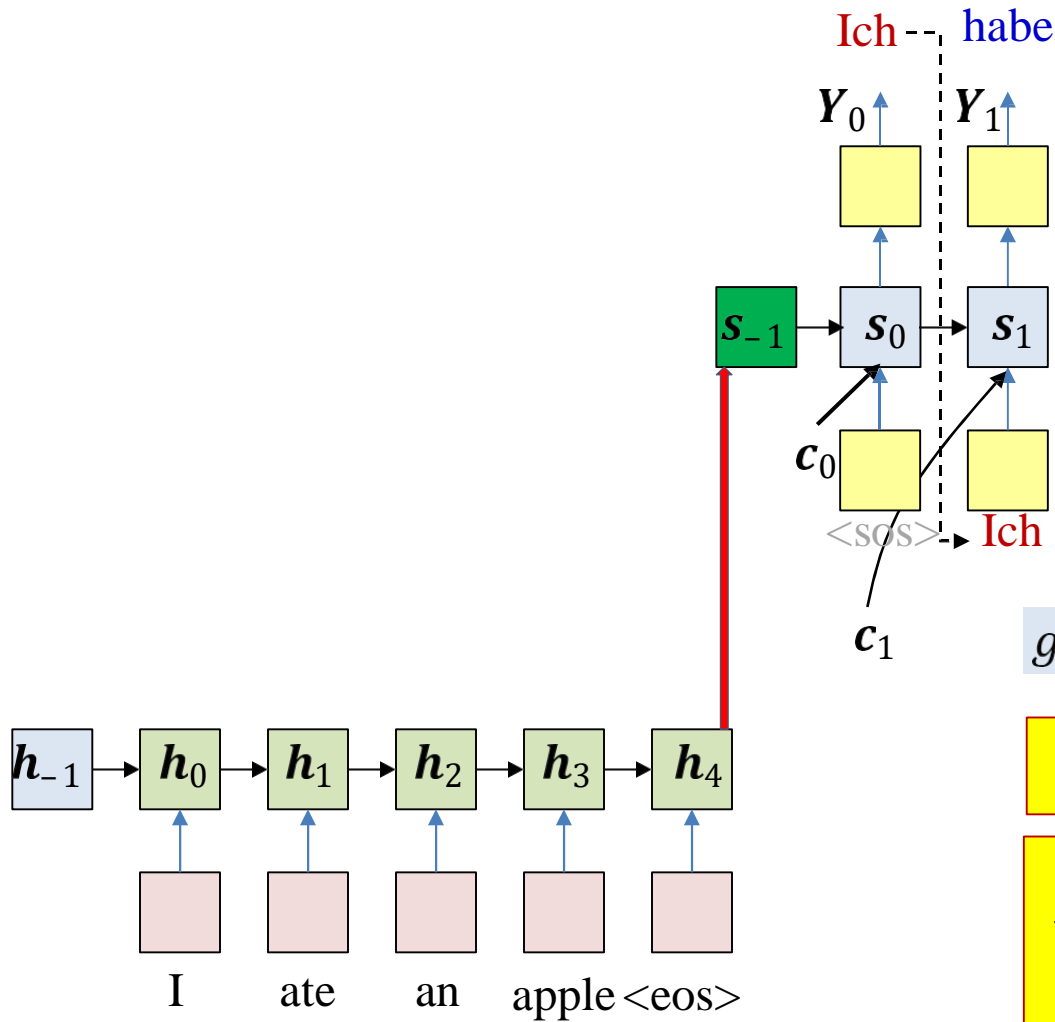 Ich habe
Y₀ Y₁
s₋₁ s₀ s₁
c₀
<sos> Ich
c₁
g
h₋₁ h₀ h₁ h₂ h₃ h₄
I ate an apple <eos>